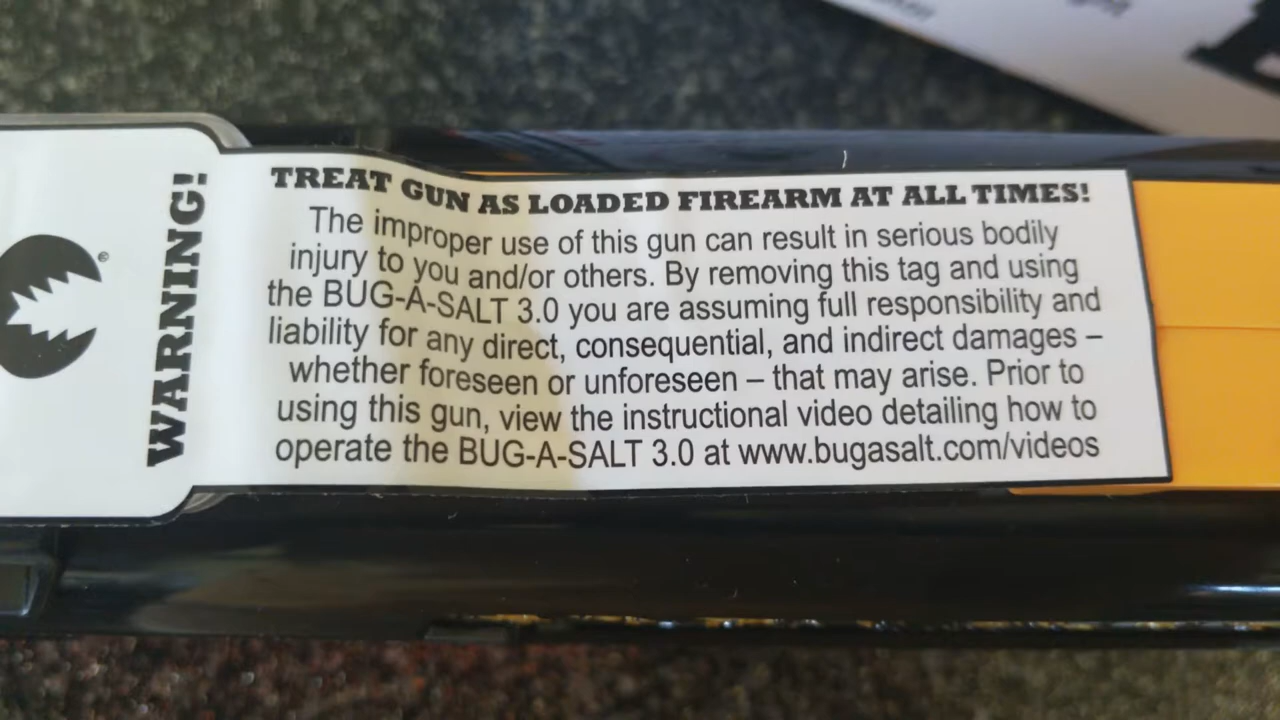 WARNING!
TREAT GUN AS LOADED FIREARM AT ALL TIMES!
The improper use of this gun can result in serious bodily
injury to you and/or others. By removing this tag and using
the BUG-A-SALT 3.0 you are assuming full responsibility and
liability for any direct, consequential, and indirect damages –
whether foreseen or unforeseen – that may arise. Prior to
using this gun, view the instructional video detailing how to
operate the BUG-A-SALT 3.0 at www.bugasalt.com/videos
®